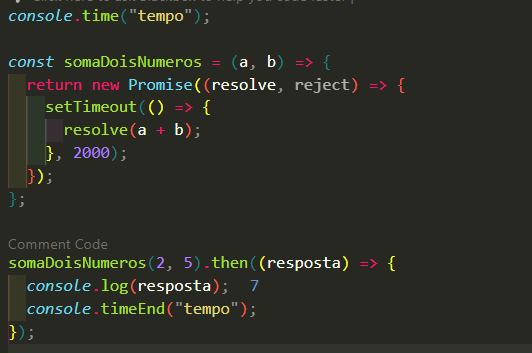 console.time("tempo");
const somaDoisNumeros = (a, b) => {
return new Promise((resolve, reject) => {
setTimeout(() => {
resolve(a + b);
}, 2000);
});
};
Comment Code
somaDoisNumeros(2, 5).then((resposta) => {
console.log(resposta); 7
console.timeEnd("tempo");
});